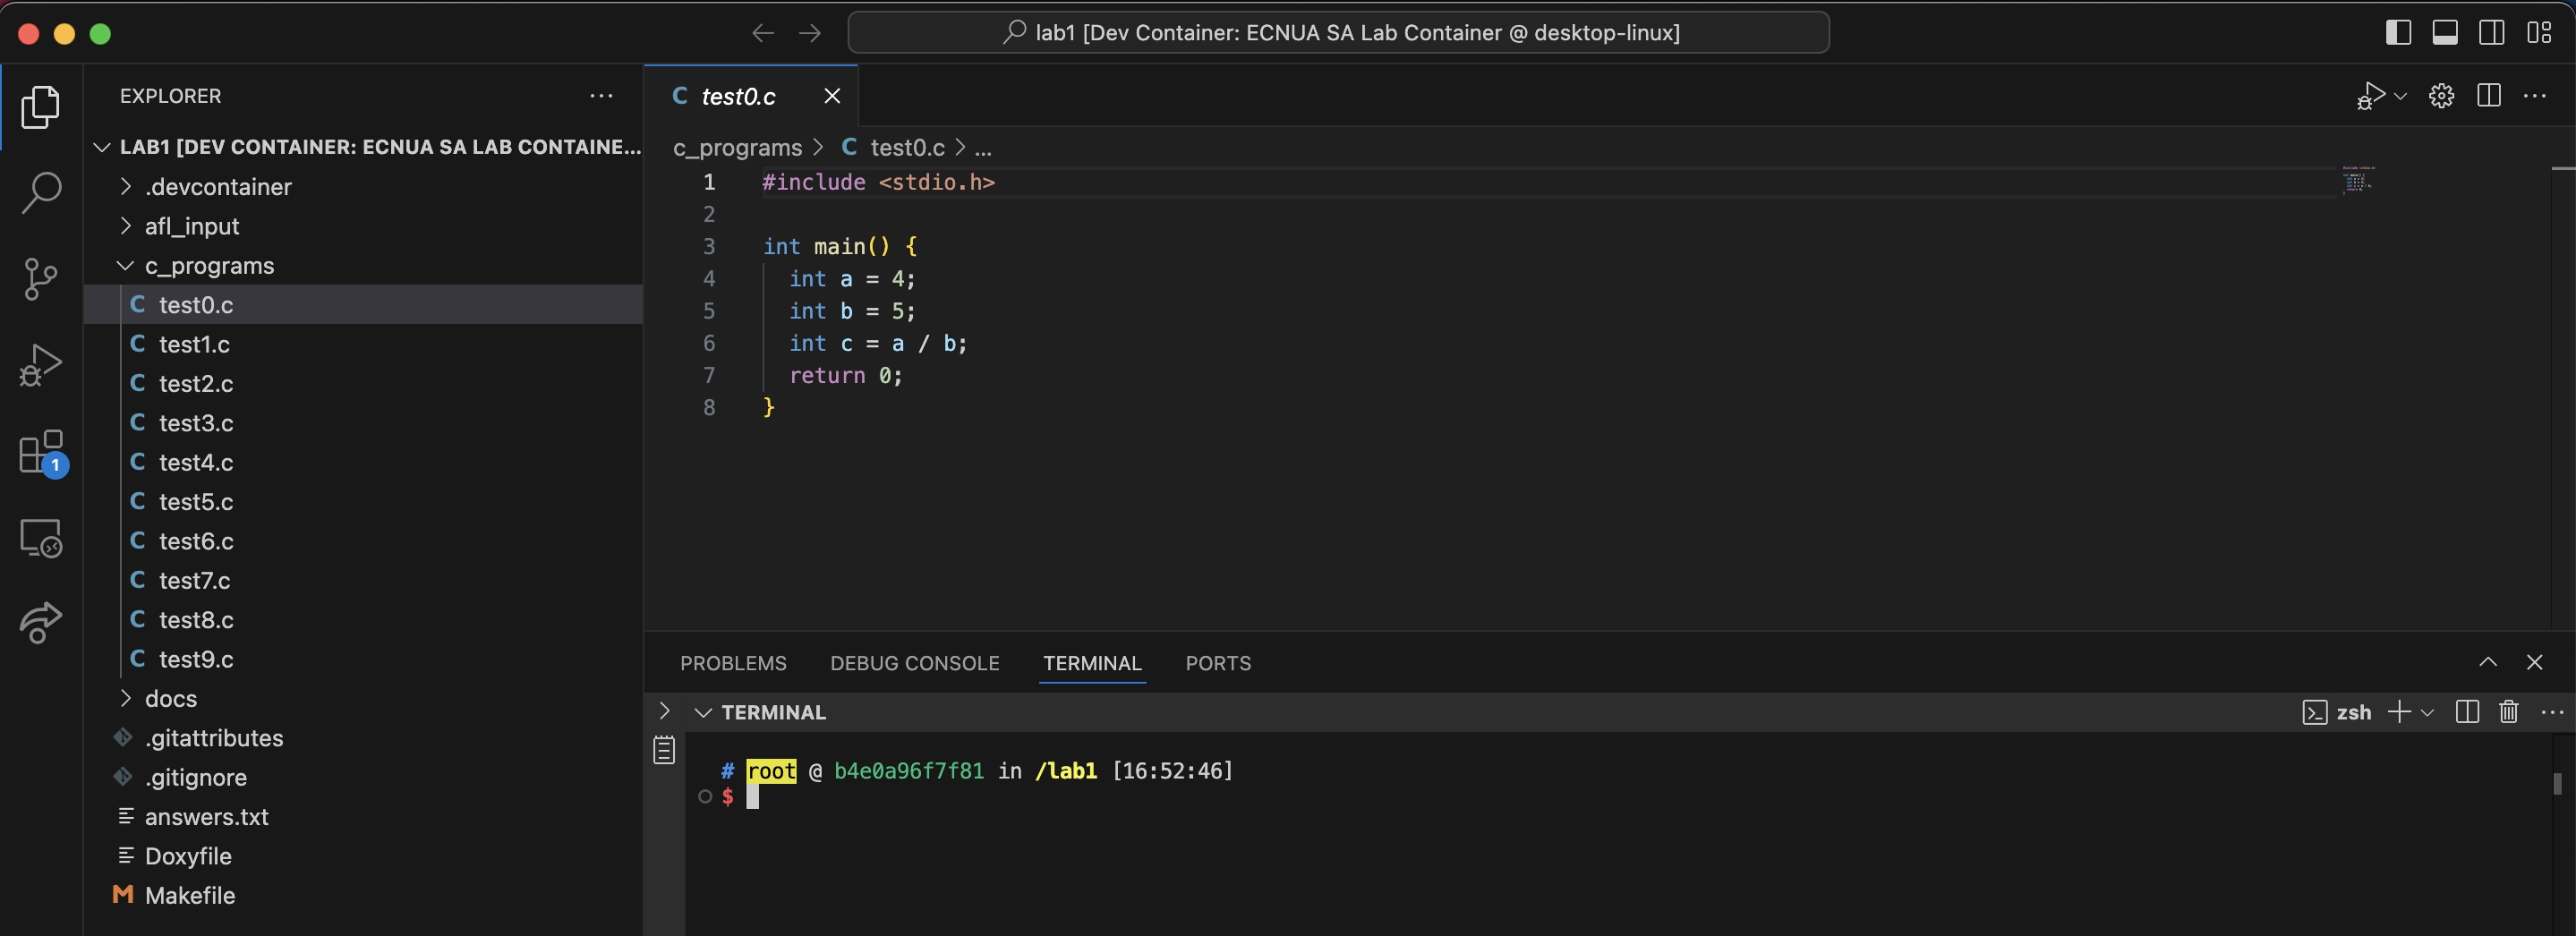 lab1 [Dev Container: ECNUA SA Lab Container @ desktop-linux]
EXPLORER
LAB1 [DEV CONTAINER: ECNUA SA LAB CONTAINE...
.devcontainer
afl_input
c_programs
C test0.c
C test1.c
C test2.c
C test3.c
C test4.c
C test5.c
C test6.c
C test7.c
C test8.c
C test9.c
docs
.gitattributes
.gitignore
answers.txt
Doxyfile
M Makefile
1
C test0.c
c_programs > C test0.c > ...
1 #include <stdio.h>
2
3 int main() {
4 int a = 4;
5 int b = 5;
6 int c = a / b;
7 return 0;
8 }
PROBLEMS DEBUG CONSOLE TERMINAL PORTS
TERMINAL
zsh
# root @ b4e0a96f7f81 in /lab1 [16:52:46]
$